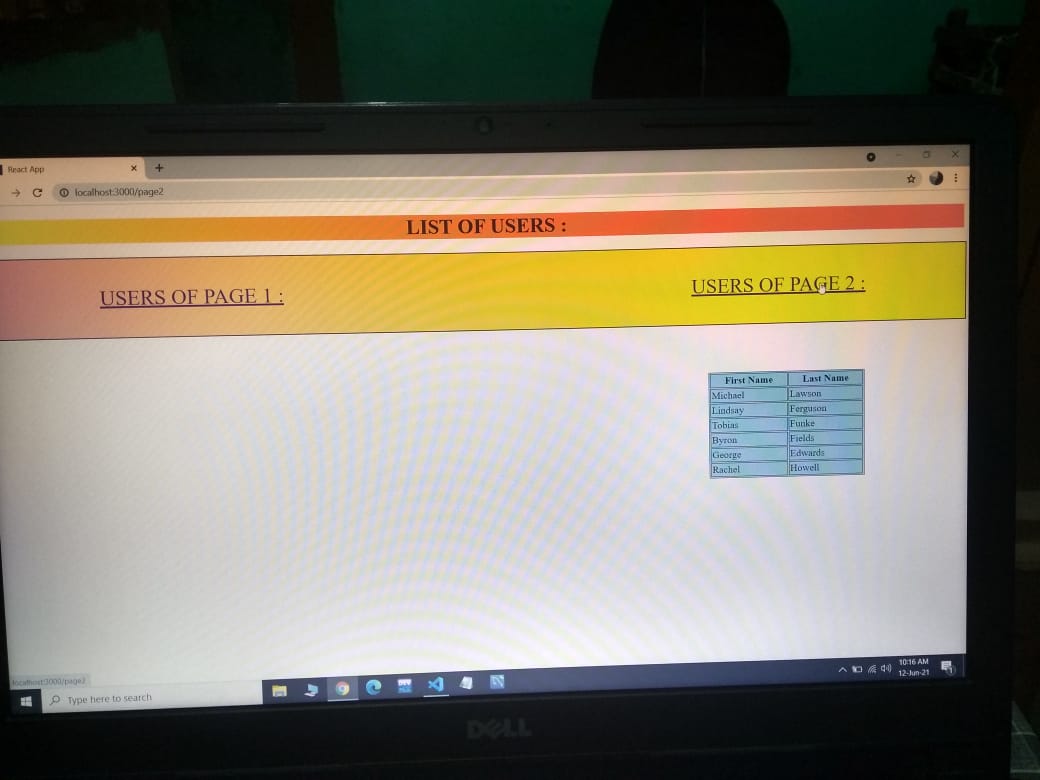 React App
localhost:3000/page2
LIST OF USERS :
USERS OF PAGE 1 :
USERS OF PAGE 2 :
First Name Last Name
Michael Lawson
Lindsay Ferguson
Tobias Funke
Byron Fields
George Edwards
Rachel Howell
localhost:3000/page2
Type here to search
10:16 AM
12-Jun-21
DELL